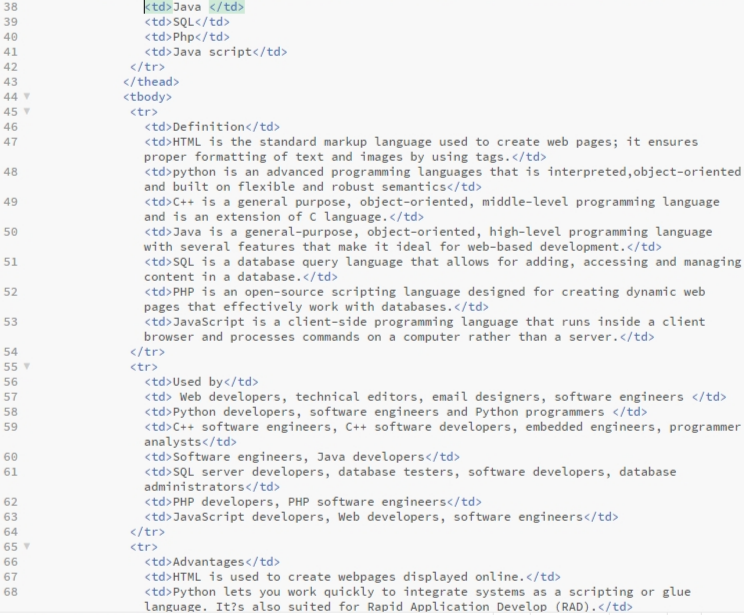 38 <td>Java </td>
39 <td>SQL</td>
40 <td>Php</td>
41 <td>Java script</td>
42 </tr>
43 </thead>
44 <tbody>
45 <tr>
46 <td>Definition</td>
47 <td>HTML is the standard markup language used to create web pages; it ensures
proper formatting of text and images by using tags.</td>
48 <td>python is an advanced programming languages that is interpreted,object-oriented
and built on flexible and robust semantics</td>
49 <td>C++ is a general purpose, object-oriented, middle-level programming language
and is an extension of C language.</td>
50 <td>Java is a general-purpose, object-oriented, high-level programming language
with several features that make it ideal for web-based development.</td>
51 <td>SQL is a database query language that allows for adding, accessing and managing
content in a database.</td>
52 <td>PHP is an open-source scripting language designed for creating dynamic web
pages that effectively work with databases.</td>
53 <td>JavaScript is a client-side programming language that runs inside a client
browser and processes commands on a computer rather than a server.</td>
54 </tr>
55 <tr>
56 <td>Used by</td>
57 <td> Web developers, technical editors, email designers, software engineers </td>
58 <td>Python developers, software engineers and Python programmers </td>
59 <td>C++ software engineers, C++ software developers, embedded engineers, programmer
analysts</td>
60 <td>Software engineers, Java developers</td>
61 <td>SQL server developers, database testers, software developers, database
administrators</td>
62 <td>PHP developers, PHP software engineers</td>
63 <td>JavaScript developers, Web developers, software engineers</td>
64 </tr>
65 <tr>
66 <td>Advantages</td>
67 <td>HTML is used to create webpages displayed online.</td>
68 <td>Python lets you work quickly to integrate systems as a scripting or glue
language. It?s also suited for Rapid Application Develop (RAD).</td>